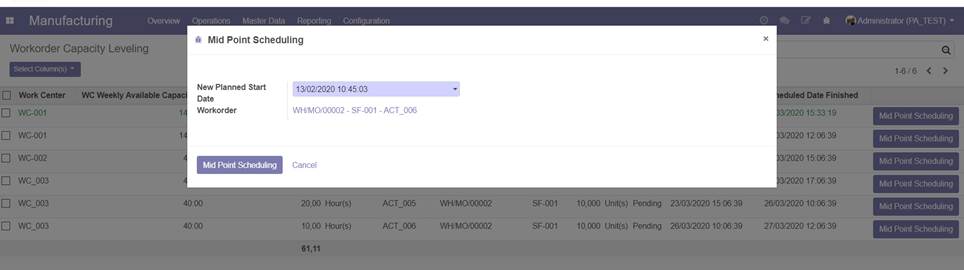 Manufacturing Overview Operations Master Data Reporting Configuration Administrator (PA_TEST)
Workorder Capacity Leveling
Select Column(s)
1-6 / 6
Mid Point Scheduling ×
New Planned Start Date 13/02/2020 10:45:03
Workorder WH/MO/00002 - SF-001 - ACT_006
Mid Point Scheduling Cancel
Work Center WC Weekly Available Capaci heduled Date Finished
WC-001 14 03/2020 15:33:19 Mid Point Scheduling
WC-001 14 03/2020 12:06:39 Mid Point Scheduling
WC-002 4 03/2020 15:06:39 Mid Point Scheduling
WC_003 4 03/2020 17:06:39 Mid Point Scheduling
WC_003 40:00 20,00 Hour(s) ACT_005 WH/MO/00002 SF-001 10,000 Unit(s) Pending 23/03/2020 15:06:39 26/03/2020 10:06:39 Mid Point Scheduling
WC_003 40:00 10,00 Hour(s) ACT_006 WH/MO/00002 SF-001 10,000 Unit(s) Pending 26/03/2020 10:06:39 27/03/2020 12:06:39 Mid Point Scheduling
61,11